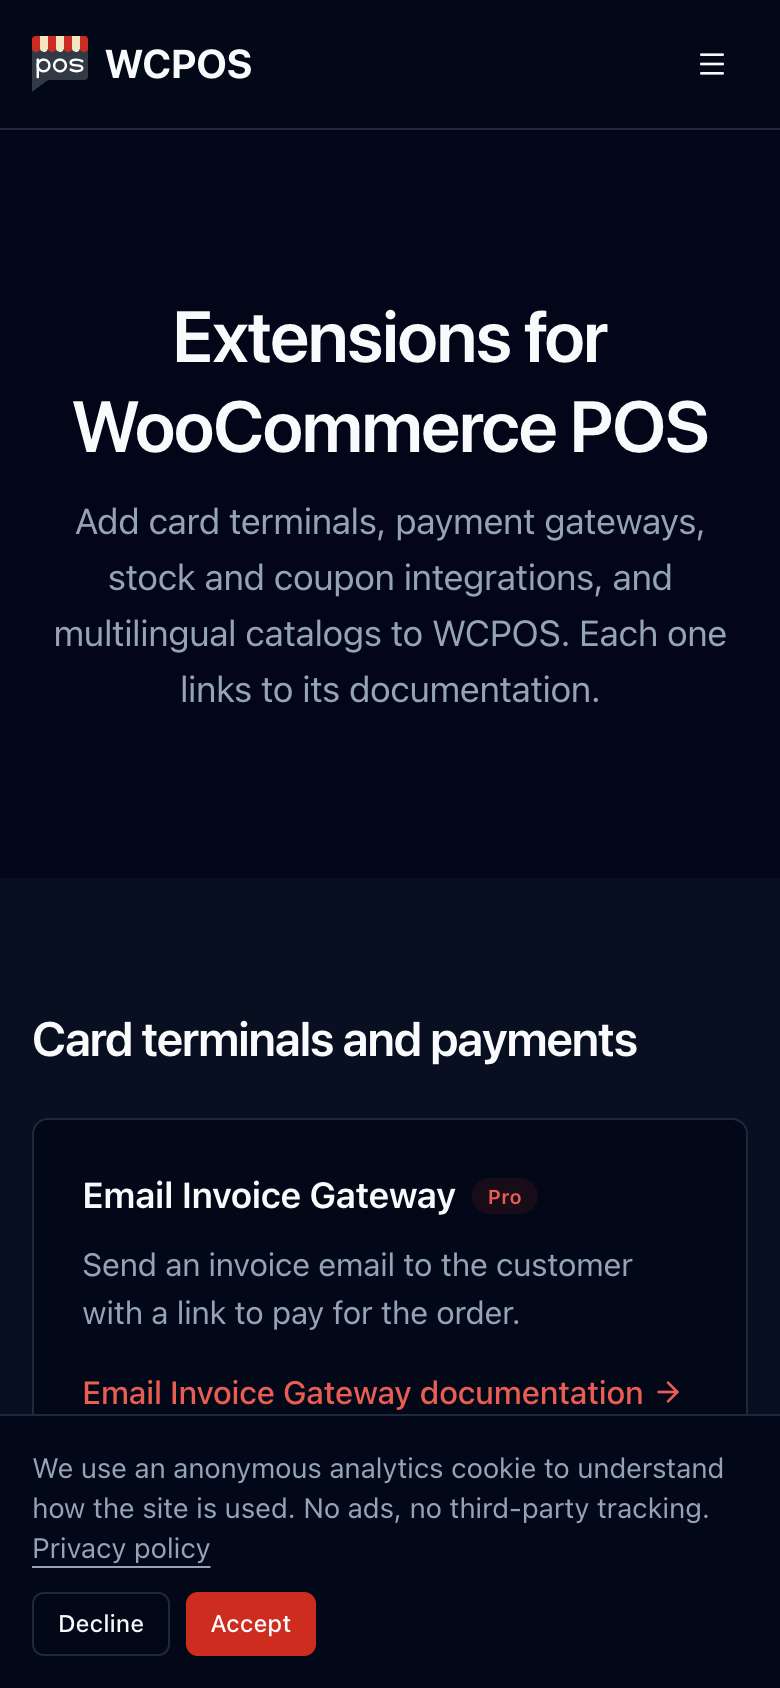 pos WCPOS
Extensions for
WooCommerce POS
Add card terminals, payment gateways,
stock and coupon integrations, and
multilingual catalogs to WCPOS. Each one
links to its documentation.
Card terminals and payments
Email Invoice Gateway Pro
Send an invoice email to the customer
with a link to pay for the order.
Email Invoice Gateway documentation →
We use an anonymous analytics cookie to understand
how the site is used. No ads, no third-party tracking.
Privacy policy
Decline Accept